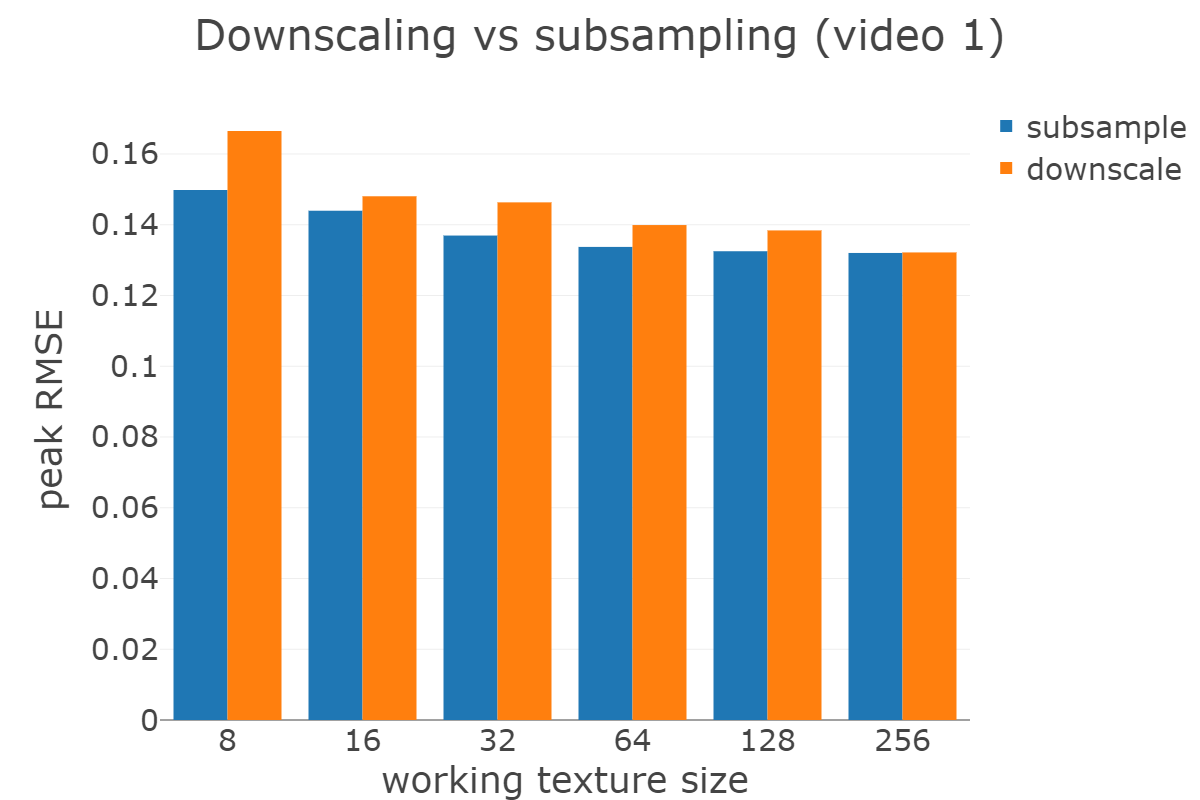 Downscaling vs subsampling (video 1)
subsample
downscale
0.16
0.14
0.12
0.1
0.08
0.06
0.04
0.02
0
peak RMSE
8 16 32 64 128 256
working texture size